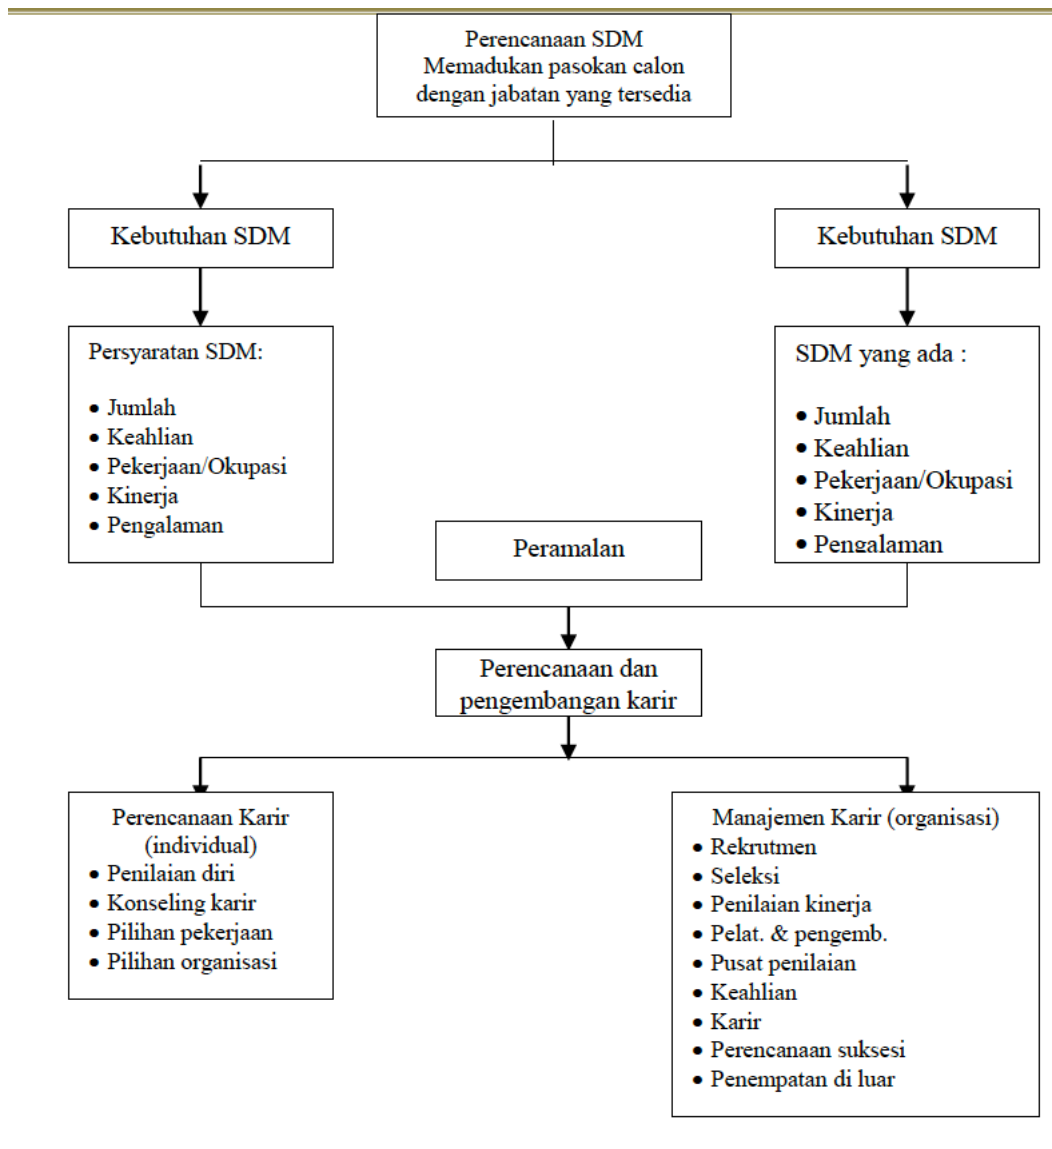 Perencanaan SDM
Memadukan pasokan calon
dengan jabatan yang tersedia
Kebutuhan SDM
Kebutuhan SDM
Persyaratan SDM:
• Jumlah
• Keahlian
• Pekerjaan/Okupasi
• Kinerja
• Pengalaman
SDM yang ada :
• Jumlah
• Keahlian
• Pekerjaan/Okupasi
• Kinerja
• Pengalaman
Peramalan
Perencanaan dan
pengembangan karir
Perencanaan Karir
(individual)
• Penilaian diri
• Konseling karir
• Pilihan pekerjaan
• Pilihan organisasi
Manajemen Karir (organisasi)
• Rekrutmen
• Seleksi
• Penilaian kinerja
• Pelat. & pengemb.
• Pusat penilaian
• Keahlian
• Karir
• Perencanaan suksesi
• Penempatan di luar